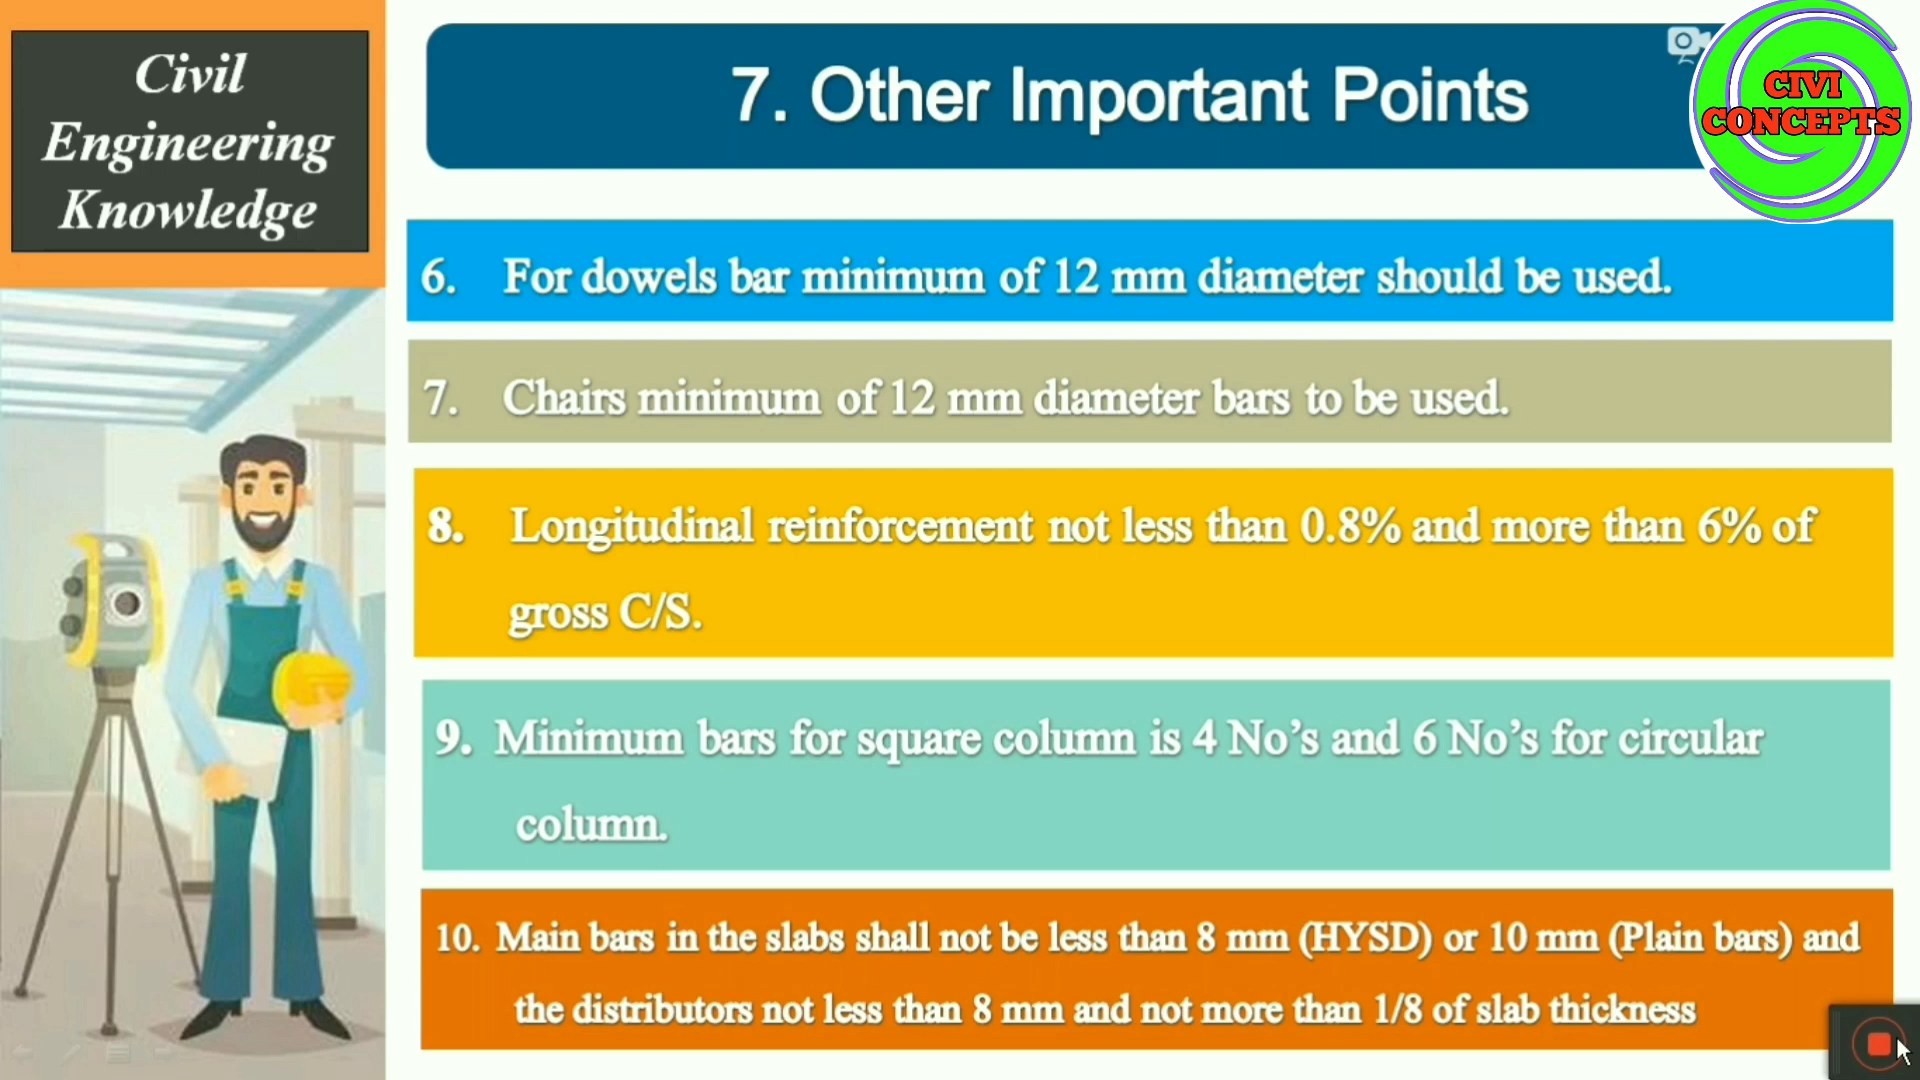 Civil
Engineering
Knowledge
7. Other Important Points
CIVI
CONCEPTS
6. For dowels bar minimum of 12 mm diameter should be used.
7. Chairs minimum of 12 mm diameter bars to be used.
8. Longitudinal reinforcement not less than 0.8% and more than 6% of
gross C/S.
9. Minimum bars for square column is 4 No’s and 6 No’s for circular
column.
10. Main bars in the slabs shall not be less than 8 mm (HYSD) or 10 mm (Plain bars) and
the distributors not less than 8 mm and not more than 1/8 of slab thickness